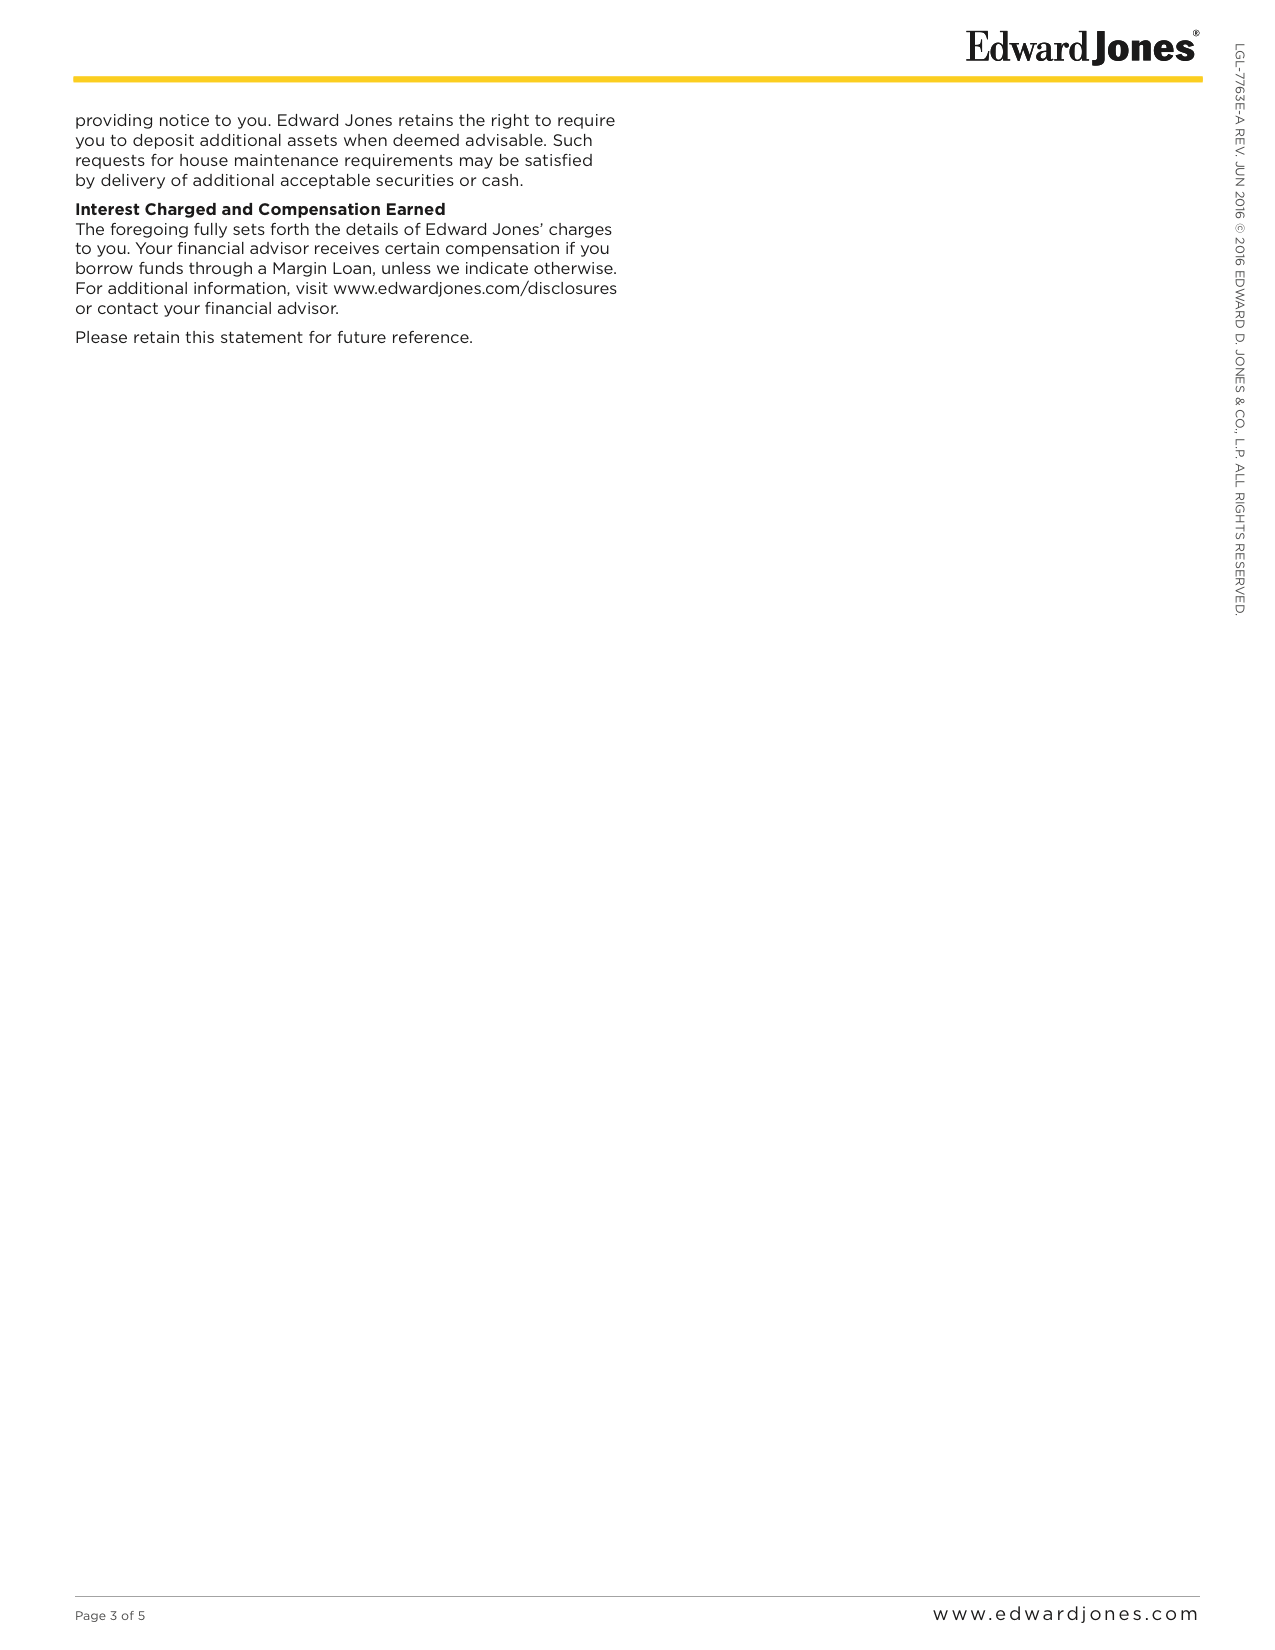 Edward Jones®
providing notice to you. Edward Jones retains the right to require
you to deposit additional assets when deemed advisable. Such
requests for house maintenance requirements may be satisfied
by delivery of additional acceptable securities or cash.
Interest Charged and Compensation Earned
The foregoing fully sets forth the details of Edward Jones’ charges
to you. Your financial advisor receives certain compensation if you
borrow funds through a Margin Loan, unless we indicate otherwise.
For additional information, visit www.edwardjones.com/disclosures
or contact your financial advisor.
Please retain this statement for future reference.
LGL-7763E-A REV. JUN 2016 © 2016 EDWARD D. JONES & CO., L.P. ALL RIGHTS RESERVED.
Page 3 of 5
www.edwardjones.com